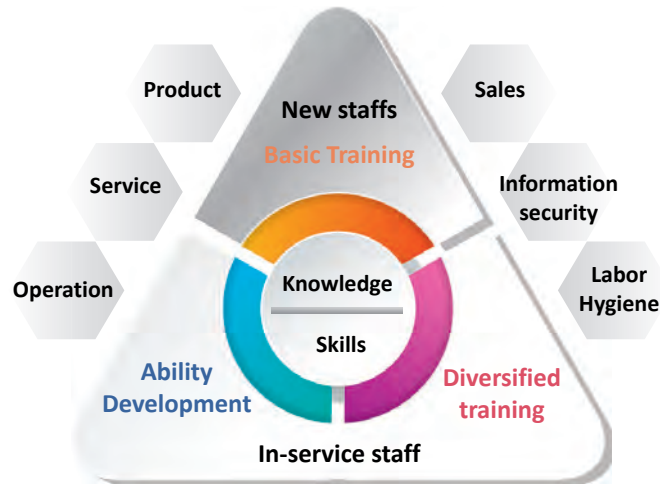 Product
Sales
New staffs
Basic Training
Service
Information
security
Operation
Knowledge
Labor
Hygiene
Skills
Ability
Development
Diversified
training
In-service staff